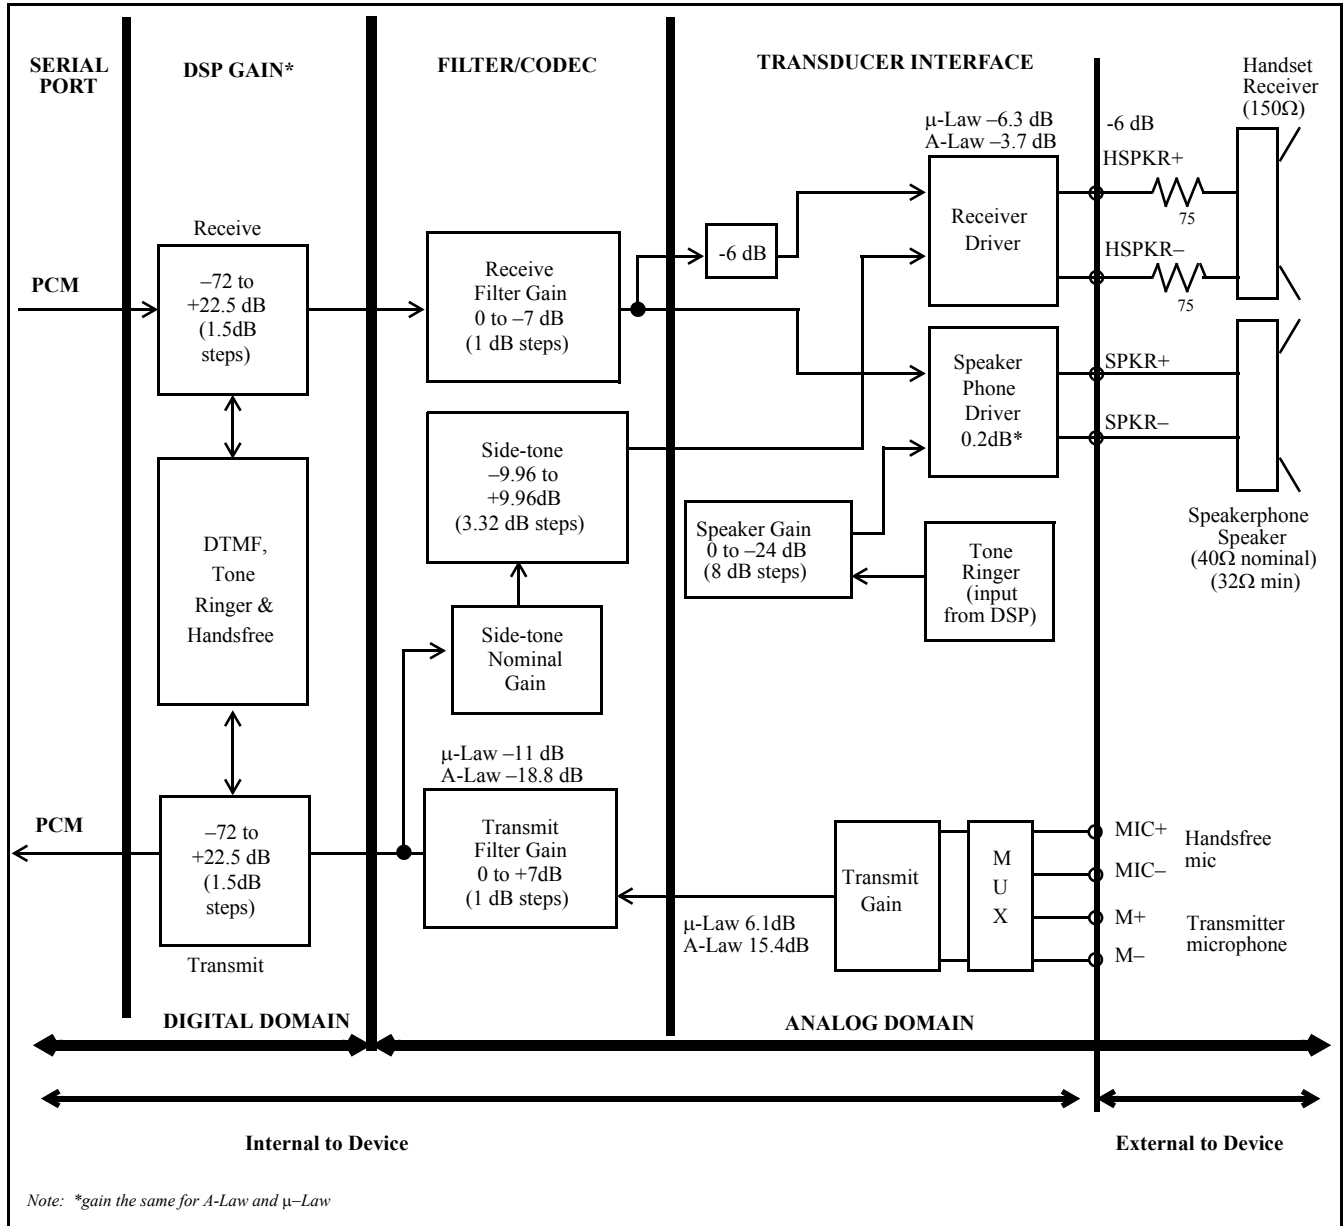 SERIAL
PORT
DSP GAIN*
FILTER/CODEC
TRANSDUCER INTERFACE
Handset
Receiver
(150Ω)
μ-Law –6.3 dB
A-Law –3.7 dB
-6 dB
HSPKR+
75
Receiver
Driver
HSPKR–
75
Receive
–72 to
+22.5 dB
(1.5dB
steps)
PCM
Receive
Filter Gain
0 to –7 dB
(1 dB steps)
-6 dB
Speaker
Phone
Driver
0.2dB*
SPKR+
SPKR–
Side-tone
–9.96 to
+9.96dB
(3.32 dB steps)
Speaker Gain
0 to –24 dB
(8 dB steps)
Tone
Ringer
(input
from DSP)
Speakerphone
Speaker
(40Ω nominal)
(32Ω min)
DTMF,
Tone
Ringer &
Handsfree
Side-tone
Nominal
Gain
μ-Law –11 dB
A-Law –18.8 dB
PCM
–72 to
+22.5 dB
(1.5dB
steps)
Transmit
Transmit
Filter Gain
0 to +7dB
(1 dB steps)
μ-Law 6.1dB
A-Law 15.4dB
Transmit
Gain
M
U
X
MIC+
MIC–
Handsfree
mic
M+
M–
Transmitter
microphone
DIGITAL DOMAIN
ANALOG DOMAIN
Internal to Device
External to Device
Note: *gain the same for A-Law and μ–Law